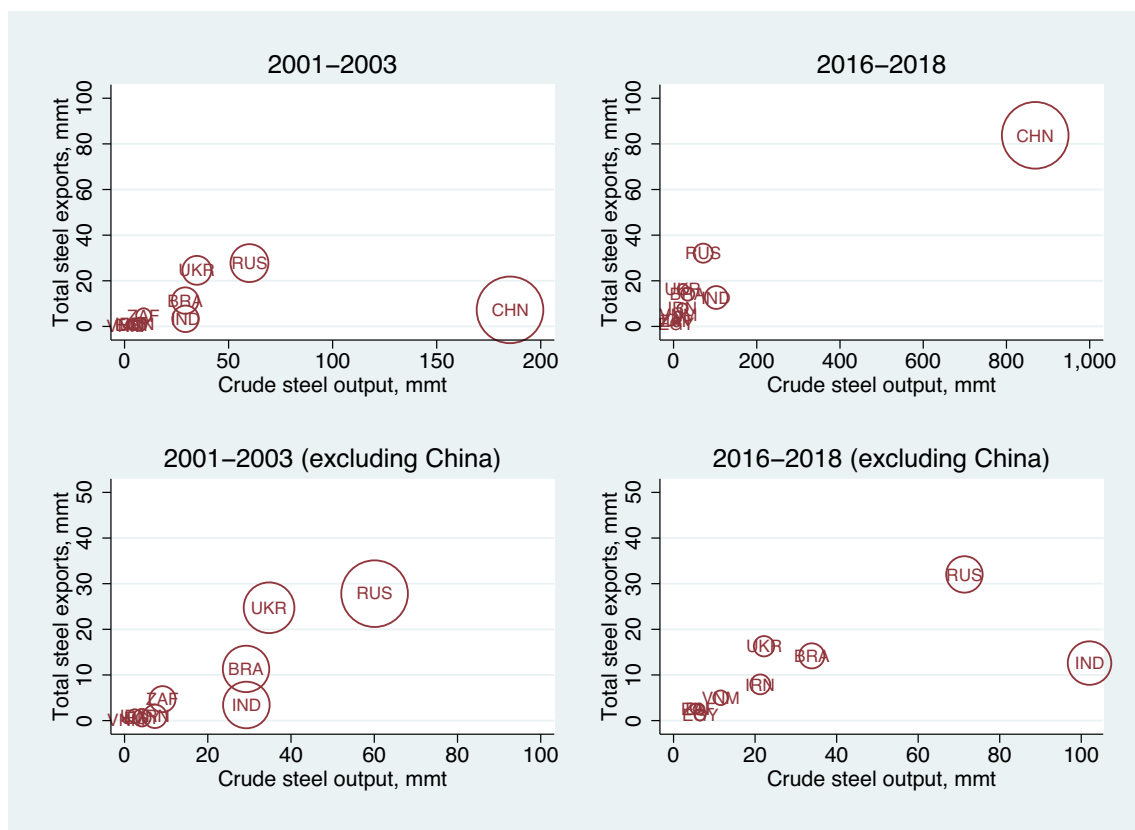 2001−2003
Total steel exports, mmt
100
80
60
40
20
0
CHN
RUS
UKR
BRA
IND
ZAF
0 50 100 150 200
Crude steel output, mmt
2016−2018
Total steel exports, mmt
100
80
60
40
20
0
CHN
RUS
UKR
BRA
IND
IRN
VNM
EGY
0 200 400 600 800 1,000
Crude steel output, mmt
2001−2003 (excluding China)
Total steel exports, mmt
50
40
30
20
10
0
RUS
UKR
BRA
IND
ZAF
0 20 40 60 80 100
Crude steel output, mmt
2016−2018 (excluding China)
Total steel exports, mmt
50
40
30
20
10
0
RUS
UKR
BRA
IND
IRN
VNM
EGY
0 20 40 60 80 100
Crude steel output, mmt